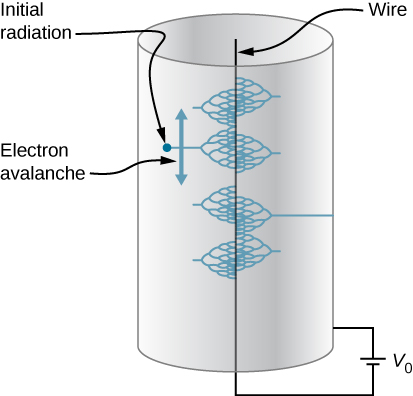 Initial
radiation
Wire
Electron
avalanche
V0